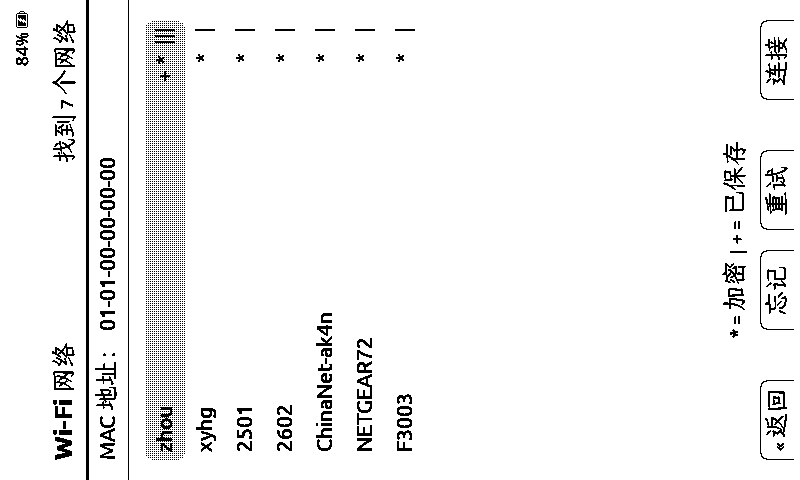 84%
Wi-Fi 网络 找到 7 个网络
MAC 地址： 01-01-00-00-00-00
zhou + * |||
xyhg * |
2501 * |
2602 * |
ChinaNet-ak4n * |
NETGEAR72 * |
F3003 * |
* = 加密 | + = 已保存
« 返回 忘记 重试 连接